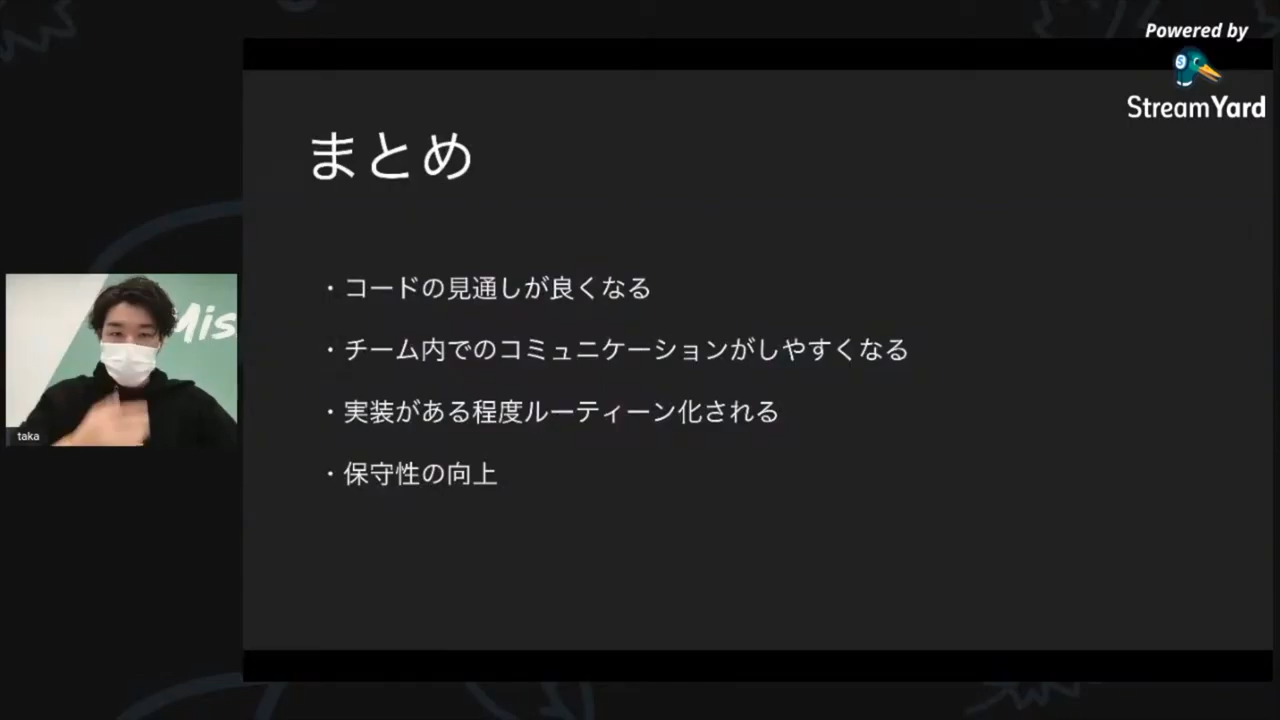 Powered by
StreamYard
まとめ
・コードの見通しが良くなる
・チーム内でのコミュニケーションがしやすくなる
・実装がある程度ルーティーン化される
・保守性の向上
Mis
taka